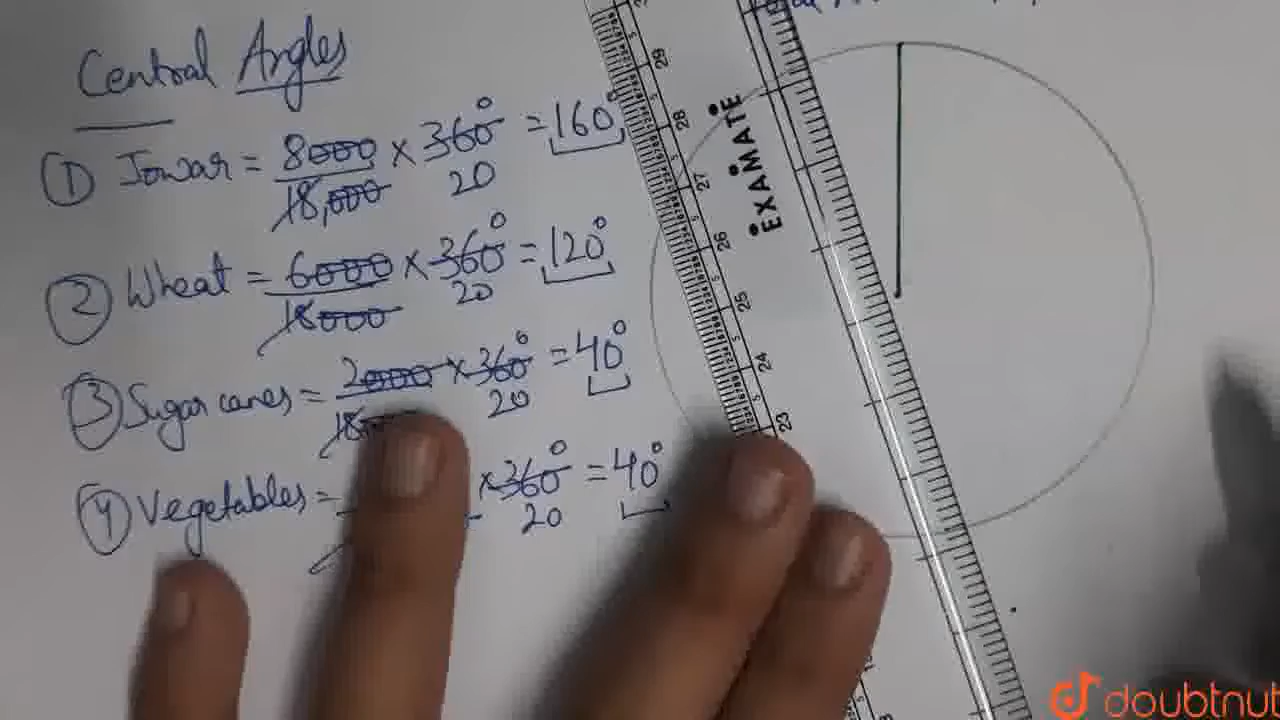 Central Angles
① Jowar = 8000/18,000 × 360° = 160°
20
② Wheat = 6000/18000 × 360° = 120°
20
③ Sugar canes = 2000/18 × 360° = 40°
20
④ Vegetables = × 360° = 40°
20
EXAMATE
29
28
27
26
25
24
23
doubtnut